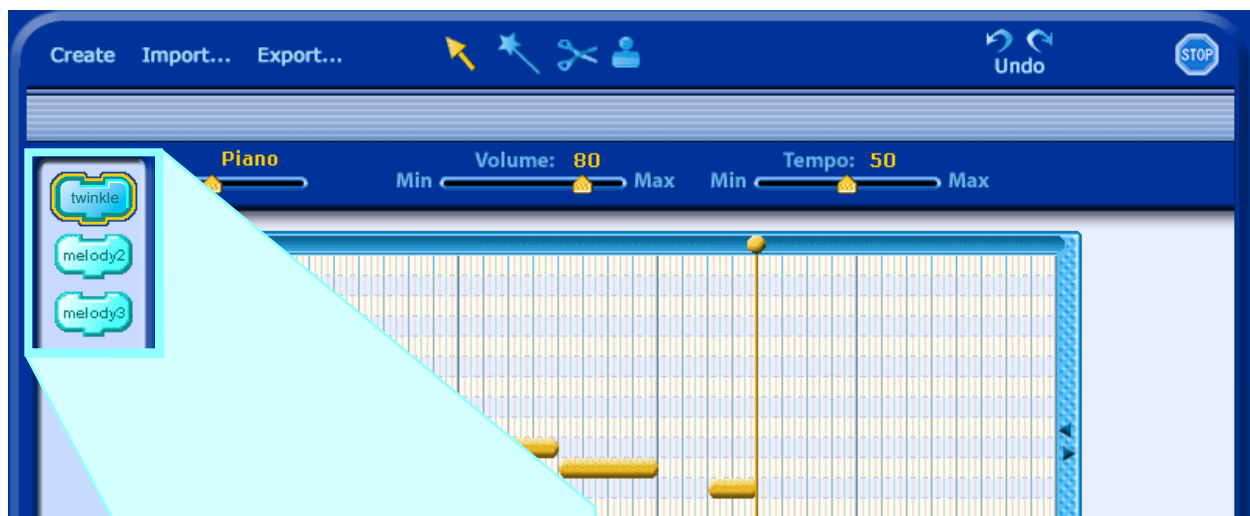 Create Import... Export...
Undo
STOP
Piano
Volume: 80
Min Max
Tempo: 50
Min Max
twinkle
melody2
melody3